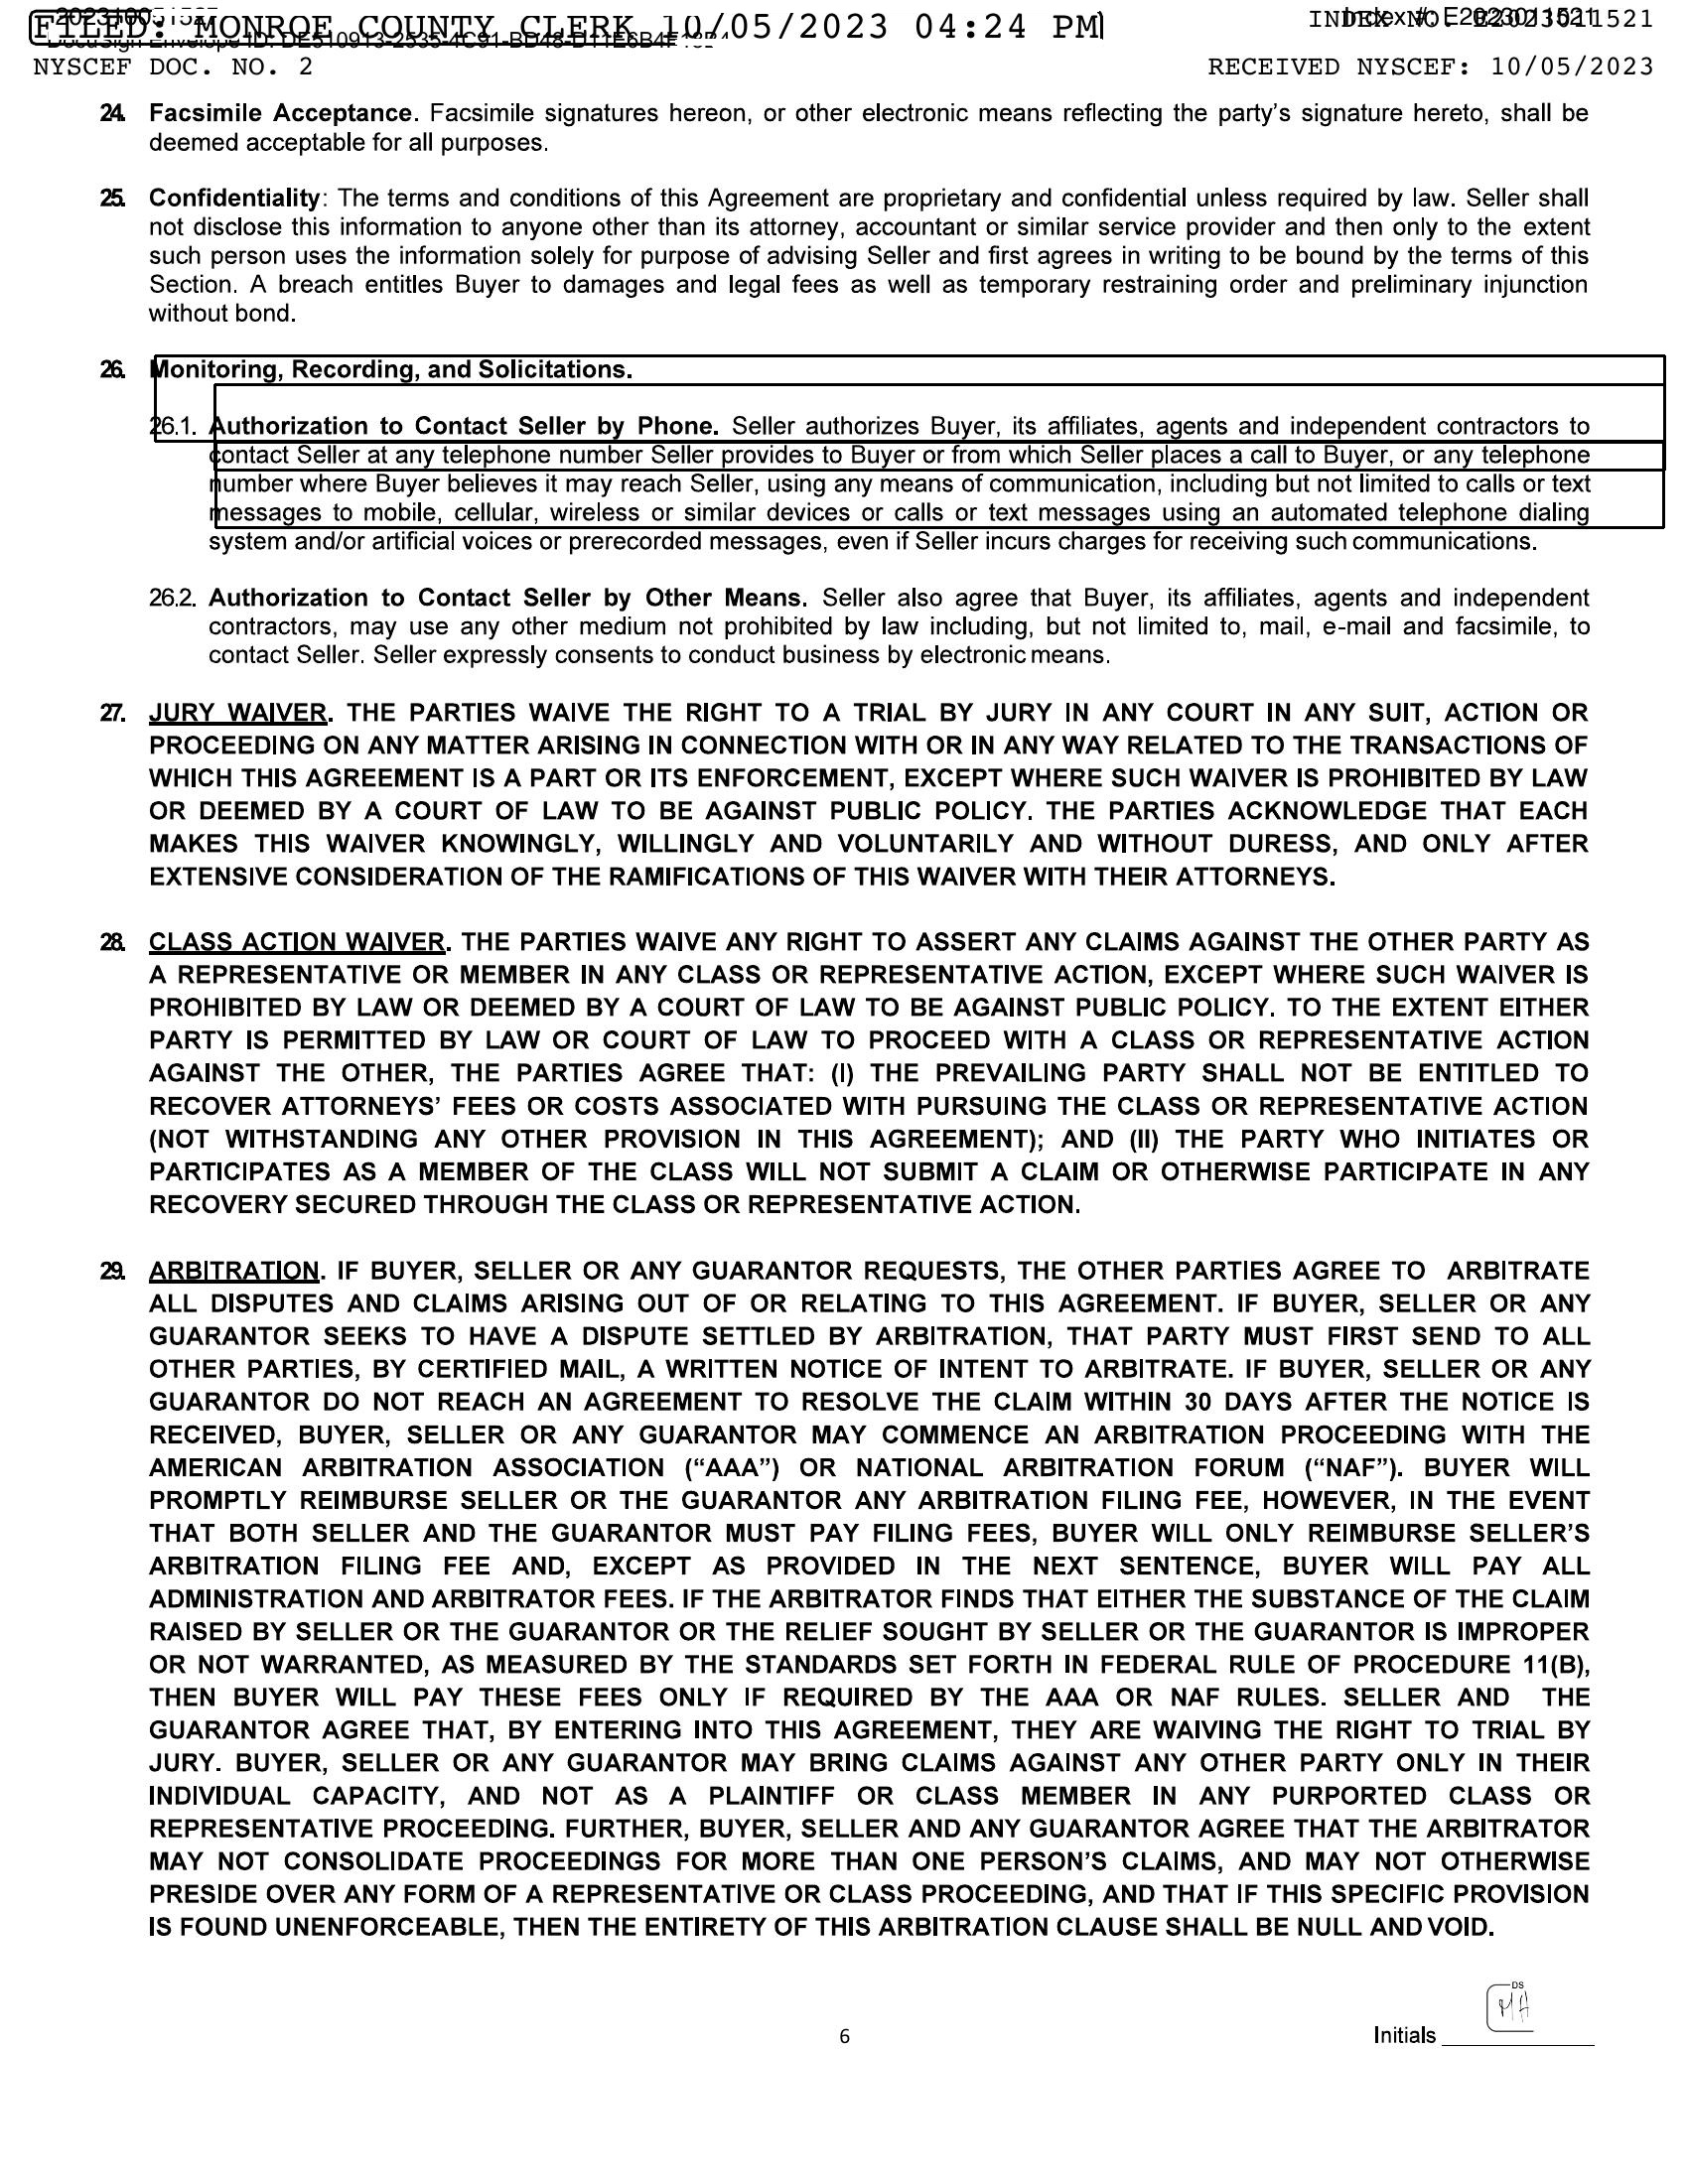 202310051527
FILED: MONROE COUNTY CLERK 10/05/2023 04:24 PM
INDEX NO. E2023011521
Index #: E2023011521
DocuSign Envelope ID:
NYSCEF DOC. NO. 2
RECEIVED NYSCEF: 10/05/2023
24. Facsimile Acceptance. Facsimile signatures hereon, or other electronic means reflecting the party’s signature hereto, shall be
deemed acceptable for all purposes.
25. Confidentiality: The terms and conditions of this Agreement are proprietary and confidential unless required by law. Seller shall
not disclose this information to anyone other than its attorney, accountant or similar service provider and then only to the extent
such person uses the information solely for purpose of advising Seller and first agrees in writing to be bound by the terms of this
Section. A breach entitles Buyer to damages and legal fees as well as temporary restraining order and preliminary injunction
without bond.
26. Monitoring, Recording, and Solicitations.
26.1. Authorization to Contact Seller by Phone. Seller authorizes Buyer, its affiliates, agents and independent contractors to
contact Seller at any telephone number Seller provides to Buyer or from which Seller places a call to Buyer, or any telephone
number where Buyer believes it may reach Seller, using any means of communication, including but not limited to calls or text
messages to mobile, cellular, wireless or similar devices or calls or text messages using an automated telephone dialing
system and/or artificial voices or prerecorded messages, even if Seller incurs charges for receiving such communications.
26.2. Authorization to Contact Seller by Other Means. Seller also agree that Buyer, its affiliates, agents and independent
contractors, may use any other medium not prohibited by law including, but not limited to, mail, e-mail and facsimile, to
contact Seller. Seller expressly consents to conduct business by electronic means.
27. JURY WAIVER. THE PARTIES WAIVE THE RIGHT TO A TRIAL BY JURY IN ANY COURT IN ANY SUIT, ACTION OR
PROCEEDING ON ANY MATTER ARISING IN CONNECTION WITH OR IN ANY WAY RELATED TO THE TRANSACTIONS OF
WHICH THIS AGREEMENT IS A PART OR ITS ENFORCEMENT, EXCEPT WHERE SUCH WAIVER IS PROHIBITED BY LAW
OR DEEMED BY A COURT OF LAW TO BE AGAINST PUBLIC POLICY. THE PARTIES ACKNOWLEDGE THAT EACH
MAKES THIS WAIVER KNOWINGLY, WILLINGLY AND VOLUNTARILY AND WITHOUT DURESS, AND ONLY AFTER
EXTENSIVE CONSIDERATION OF THE RAMIFICATIONS OF THIS WAIVER WITH THEIR ATTORNEYS.
28. CLASS ACTION WAIVER. THE PARTIES WAIVE ANY RIGHT TO ASSERT ANY CLAIMS AGAINST THE OTHER PARTY AS
A REPRESENTATIVE OR MEMBER IN ANY CLASS OR REPRESENTATIVE ACTION, EXCEPT WHERE SUCH WAIVER IS
PROHIBITED BY LAW OR DEEMED BY A COURT OF LAW TO BE AGAINST PUBLIC POLICY. TO THE EXTENT EITHER
PARTY IS PERMITTED BY LAW OR COURT OF LAW TO PROCEED WITH A CLASS OR REPRESENTATIVE ACTION
AGAINST THE OTHER, THE PARTIES AGREE THAT: (I) THE PREVAILING PARTY SHALL NOT BE ENTITLED TO
RECOVER ATTORNEYS’ FEES OR COSTS ASSOCIATED WITH PURSUING THE CLASS OR REPRESENTATIVE ACTION
(NOT WITHSTANDING ANY OTHER PROVISION IN THIS AGREEMENT); AND (II) THE PARTY WHO INITIATES OR
PARTICIPATES AS A MEMBER OF THE CLASS WILL NOT SUBMIT A CLAIM OR OTHERWISE PARTICIPATE IN ANY
RECOVERY SECURED THROUGH THE CLASS OR REPRESENTATIVE ACTION.
29. ARBITRATION. IF BUYER, SELLER OR ANY GUARANTOR REQUESTS, THE OTHER PARTIES AGREE TO ARBITRATE
ALL DISPUTES AND CLAIMS ARISING OUT OF OR RELATING TO THIS AGREEMENT. IF BUYER, SELLER OR ANY
GUARANTOR SEEKS TO HAVE A DISPUTE SETTLED BY ARBITRATION, THAT PARTY MUST FIRST SEND TO ALL
OTHER PARTIES, BY CERTIFIED MAIL, A WRITTEN NOTICE OF INTENT TO ARBITRATE. IF BUYER, SELLER OR ANY
GUARANTOR DO NOT REACH AN AGREEMENT TO RESOLVE THE CLAIM WITHIN 30 DAYS AFTER THE NOTICE IS
RECEIVED, BUYER, SELLER OR ANY GUARANTOR MAY COMMENCE AN ARBITRATION PROCEEDING WITH THE
AMERICAN ARBITRATION ASSOCIATION (“AAA”) OR NATIONAL ARBITRATION FORUM (“NAF”). BUYER WILL
PROMPTLY REIMBURSE SELLER OR THE GUARANTOR ANY ARBITRATION FILING FEE, HOWEVER, IN THE EVENT
THAT BOTH SELLER AND THE GUARANTOR MUST PAY FILING FEES, BUYER WILL ONLY REIMBURSE SELLER’S
ARBITRATION FILING FEE AND, EXCEPT AS PROVIDED IN THE NEXT SENTENCE, BUYER WILL PAY ALL
ADMINISTRATION AND ARBITRATOR FEES. IF THE ARBITRATOR FINDS THAT EITHER THE SUBSTANCE OF THE CLAIM
RAISED BY SELLER OR THE GUARANTOR OR THE RELIEF SOUGHT BY SELLER OR THE GUARANTOR IS IMPROPER
OR NOT WARRANTED, AS MEASURED BY THE STANDARDS SET FORTH IN FEDERAL RULE OF PROCEDURE 11(B),
THEN BUYER WILL PAY THESE FEES ONLY IF REQUIRED BY THE AAA OR NAF RULES. SELLER AND THE
GUARANTOR AGREE THAT, BY ENTERING INTO THIS AGREEMENT, THEY ARE WAIVING THE RIGHT TO TRIAL BY
JURY. BUYER, SELLER OR ANY GUARANTOR MAY BRING CLAIMS AGAINST ANY OTHER PARTY ONLY IN THEIR
INDIVIDUAL CAPACITY, AND NOT AS A PLAINTIFF OR CLASS MEMBER IN ANY PURPORTED CLASS OR
REPRESENTATIVE PROCEEDING. FURTHER, BUYER, SELLER AND ANY GUARANTOR AGREE THAT THE ARBITRATOR
MAY NOT CONSOLIDATE PROCEEDINGS FOR MORE THAN ONE PERSON’S CLAIMS, AND MAY NOT OTHERWISE
PRESIDE OVER ANY FORM OF A REPRESENTATIVE OR CLASS PROCEEDING, AND THAT IF THIS SPECIFIC PROVISION
IS FOUND UNENFORCEABLE, THEN THE ENTIRETY OF THIS ARBITRATION CLAUSE SHALL BE NULL AND VOID.
DS
MA
6
Initials